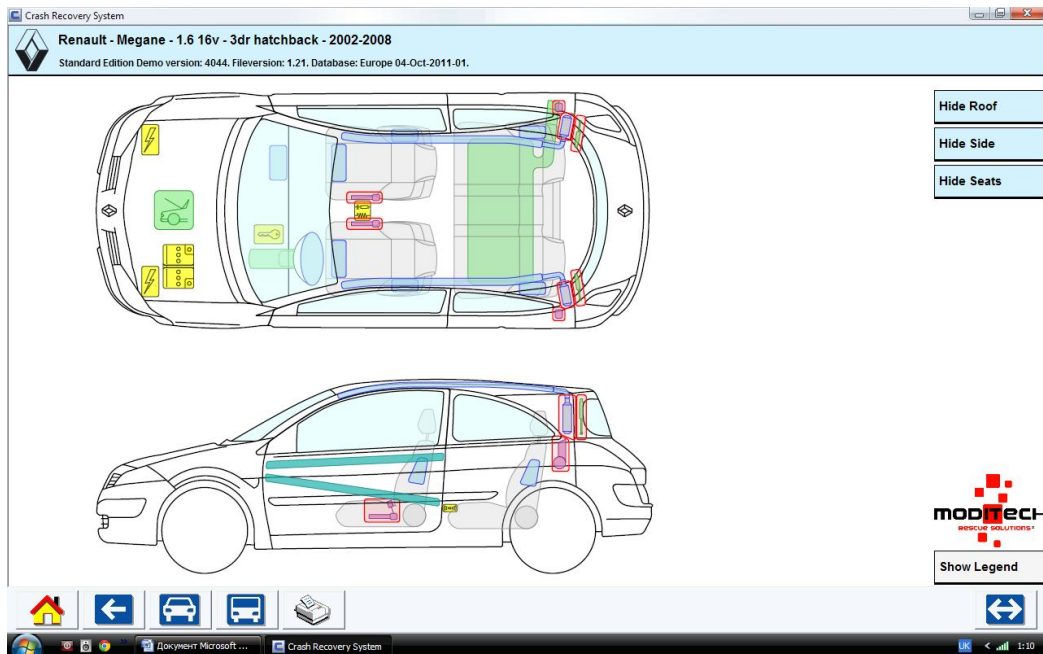 Crash Recovery System
Renault - Megane - 1.6 16v - 3dr hatchback - 2002-2008
Standard Edition Demo version: 4044. Fileversion: 1.21. Database: Europe 04-Oct-2011-01.
Hide Roof
Hide Side
Hide Seats
MODITECH
RESCUE SOLUTIONS
Show Legend
Документ Microsoft ...
Crash Recovery System
UK
1:10